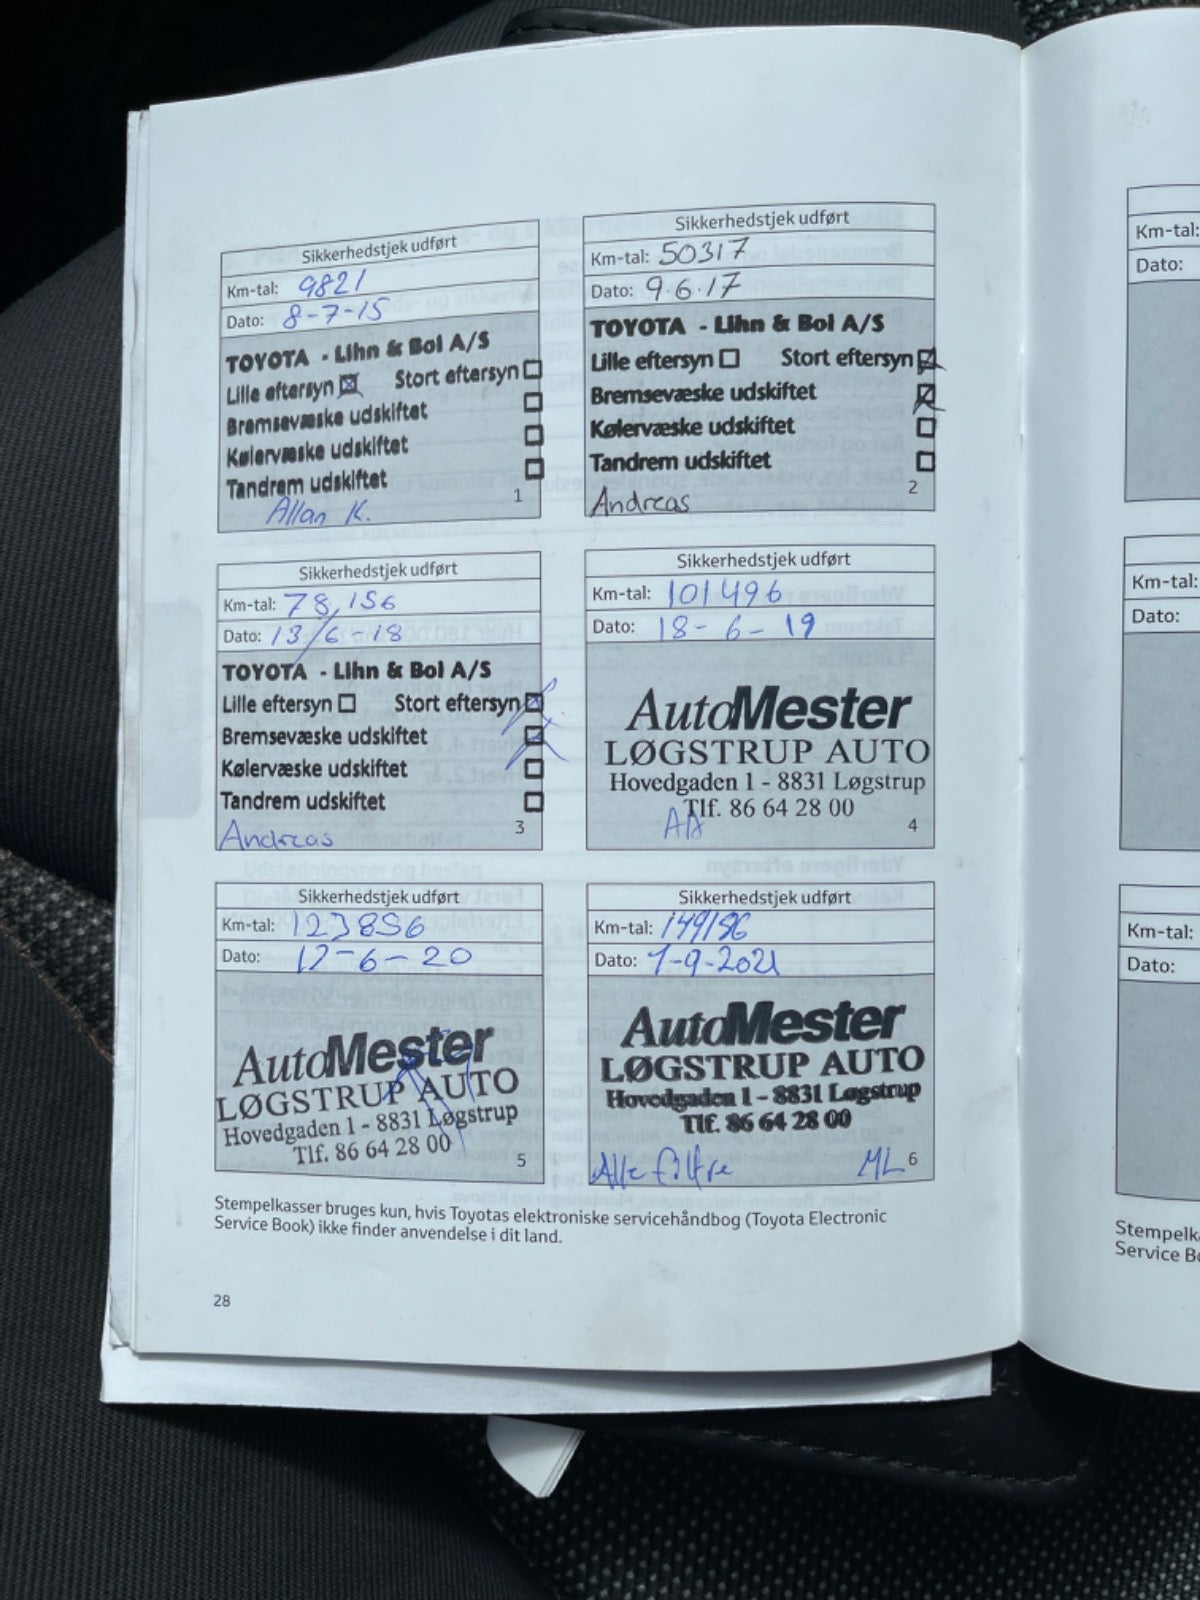 Sikkerhedstjek udført
Km-tal: 9821
Dato: 8-7-15
TOYOTA - Lihn & Bol A/S
Lille eftersyn Stort eftersyn
Bremsevæske udskiftet
Kølervæske udskiftet
Tandrem udskiftet
Allan K.
1
Sikkerhedstjek udført
Km-tal: 50317
Dato: 9.6.17
TOYOTA - Lihn & Bol A/S
Lille eftersyn Stort eftersyn
Bremsevæske udskiftet
Kølervæske udskiftet
Tandrem udskiftet
Andreas
2
Sikkerhedstjek udført
Km-tal: 78,156
Dato: 13/6-18
TOYOTA - Lihn & Bol A/S
Lille eftersyn Stort eftersyn
Bremsevæske udskiftet
Kølervæske udskiftet
Tandrem udskiftet
Andreas
3
Sikkerhedstjek udført
Km-tal: 101496
Dato: 18-6-19
AutoMester
LØGSTRUP AUTO
Hovedgaden 1 - 8831 Løgstrup
Tlf. 86 64 28 00
AA
4
Sikkerhedstjek udført
Km-tal: 123856
Dato: 17-6-20
AutoMester
LØGSTRUP AUTO
Hovedgaden 1 - 8831 Løgstrup
Tlf. 86 64 28 00
5
Sikkerhedstjek udført
Km-tal: 149156
Dato: 7-9-2021
AutoMester
LØGSTRUP AUTO
Hovedgaden 1 - 8831 Løgstrup
Tlf. 86 64 28 00
Alle filtre ML
6
Stempelkasser bruges kun, hvis Toyotas elektroniske servicehåndbog (Toyota Electronic
Service Book) ikke finder anvendelse i dit land.
28
Km-tal:
Dato:
Km-tal:
Dato:
Km-tal:
Dato:
Stempelk
Service B